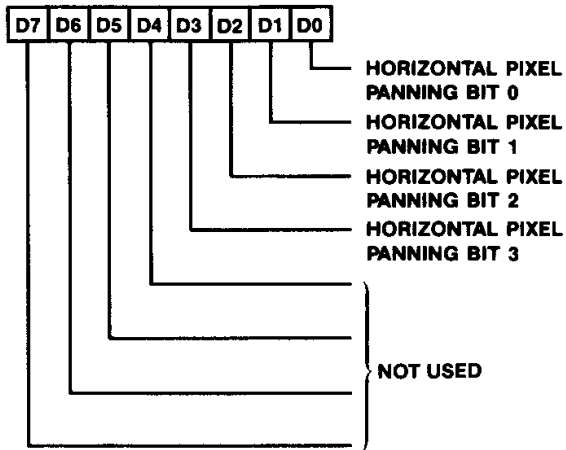 D7 D6 D5 D4 D3 D2 D1 D0
HORIZONTAL PIXEL
PANNING BIT 0
HORIZONTAL PIXEL
PANNING BIT 1
HORIZONTAL PIXEL
PANNING BIT 2
HORIZONTAL PIXEL
PANNING BIT 3
NOT USED